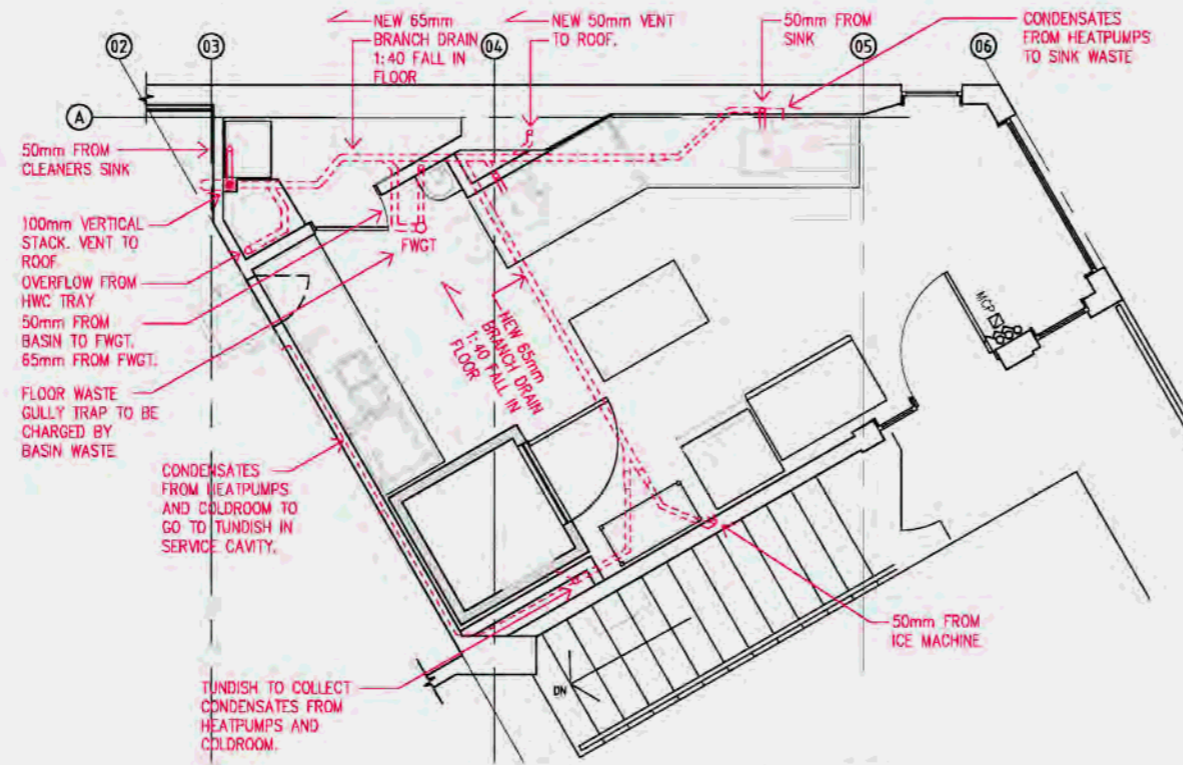 NEW 65mm
BRANCH DRAIN
1:40 FALL IN
FLOOR
NEW 50mm VENT
TO ROOF.
50mm FROM
SINK
CONDENSATES
FROM HEATPUMPS
TO SINK WASTE
02
03
04
05
06
A
50mm FROM
CLEANERS SINK
100mm VERTICAL
STACK. VENT TO
ROOF
OVERFLOW FROM
HWC TRAY
50mm FROM
BASIN TO FWGT.
65mm FROM FWGT.
FLOOR WASTE
GULLY TRAP TO BE
CHARGED BY
BASIN WASTE
FWGT
NEW 65mm
BRANCH DRAIN
1:40 FALL IN
FLOOR
MCP
CONDENSATES
FROM HEATPUMPS
AND COLDROOM TO
GO TO TUNDISH IN
SERVICE CAVITY.
50mm FROM
ICE MACHINE
DN
TUNDISH TO COLLECT
CONDENSATES FROM
HEATPUMPS AND
COLDROOM.